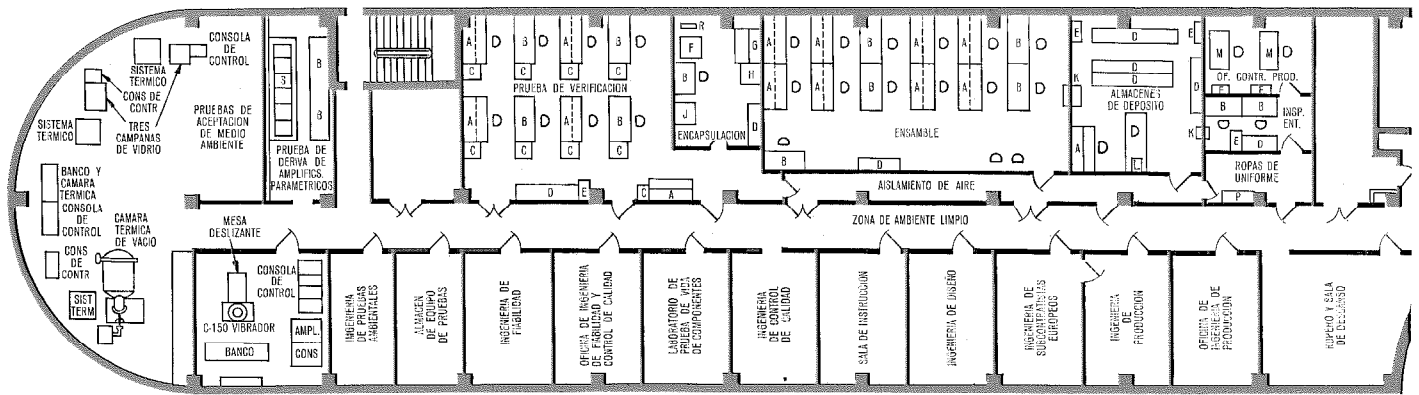 CONSOLA
DE
CONTROL
SISTEMA
TERMICO
CONS DE
CONTR
TRES
CAMPANAS
DE VIDRIO
SISTEMA
TERMICO
PRUEBAS DE
ACEPTACION
DE MEDIO
AMBIENTE
S
B
B
PRUEBA DE
DERIVA DE
AMPLIFICS.
PARAMETRICOS
BANCO Y
CAMARA
TERMICA
CONSOLA
DE
CONTROL
CAMARA
TERMICA
DE VACIO
CONS
DE
CONTR
SIST
TERM
MESA
DESLIZANTE
CONSOLA
DE
CONTROL
C-150 VIBRADOR
AMPL.
CONS
BANCO
A D B D A D B D
C C C C
PRUEBA DE VERIFICACION
A D B D A D B D
C C C C
D E
C A
R
F G
B D H
J D
ENCAPSULACION
A D A D B D A D A D B D
A D A D B D A D A D B D
ENSAMBLE
B D
E D E
K D
D D
ALMACENES
DE DEPOSITO
K
A D
L
M D M D
OF. CONTR. PROD.
E E
B B
INSP.
ENT.
E D
ROPAS DE
UNIFORME
P
AISLAMIENTO DE AIRE
ZONA DE AMBIENTE LIMPIO
INGENIERIA
DE PRUEBAS
AMBIENTALES
ALMACEN
DE EQUIPO
DE PRUEBAS
INGENIERIA DE
FIABILIDAD
OFICINA DE INGENIERIA
DE FIABILIDAD Y
CONTROL DE CALIDAD
LABORATORIO DE
PRUEBA DE VIDA
DE COMPONENTES
INGENIERIA
DE CONTROL
DE CALIDAD
SALA DE INSTRUCCION
INGENIERIA DE DISEÑO
INGENIERIA DE
SUBCONTRATISTAS
EUROPEOS
INGENIERIA
DE
PRODUCCION
OFICINA DE
INGENIERIA DE
PRODUCCION
ROPERO Y SALA
DE DESCANSO